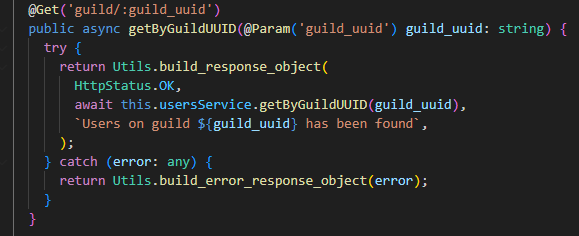 @Get('guild/:guild_uuid')
public async getByGuildUUID(@Param('guild_uuid') guild_uuid: string) {
  try {
    return Utils.build_response_object(
      HttpStatus.OK,
      await this.usersService.getByGuildUUID(guild_uuid),
      `Users on guild ${guild_uuid} has been found`,
    );
  } catch (error: any) {
    return Utils.build_error_response_object(error);
  }
}